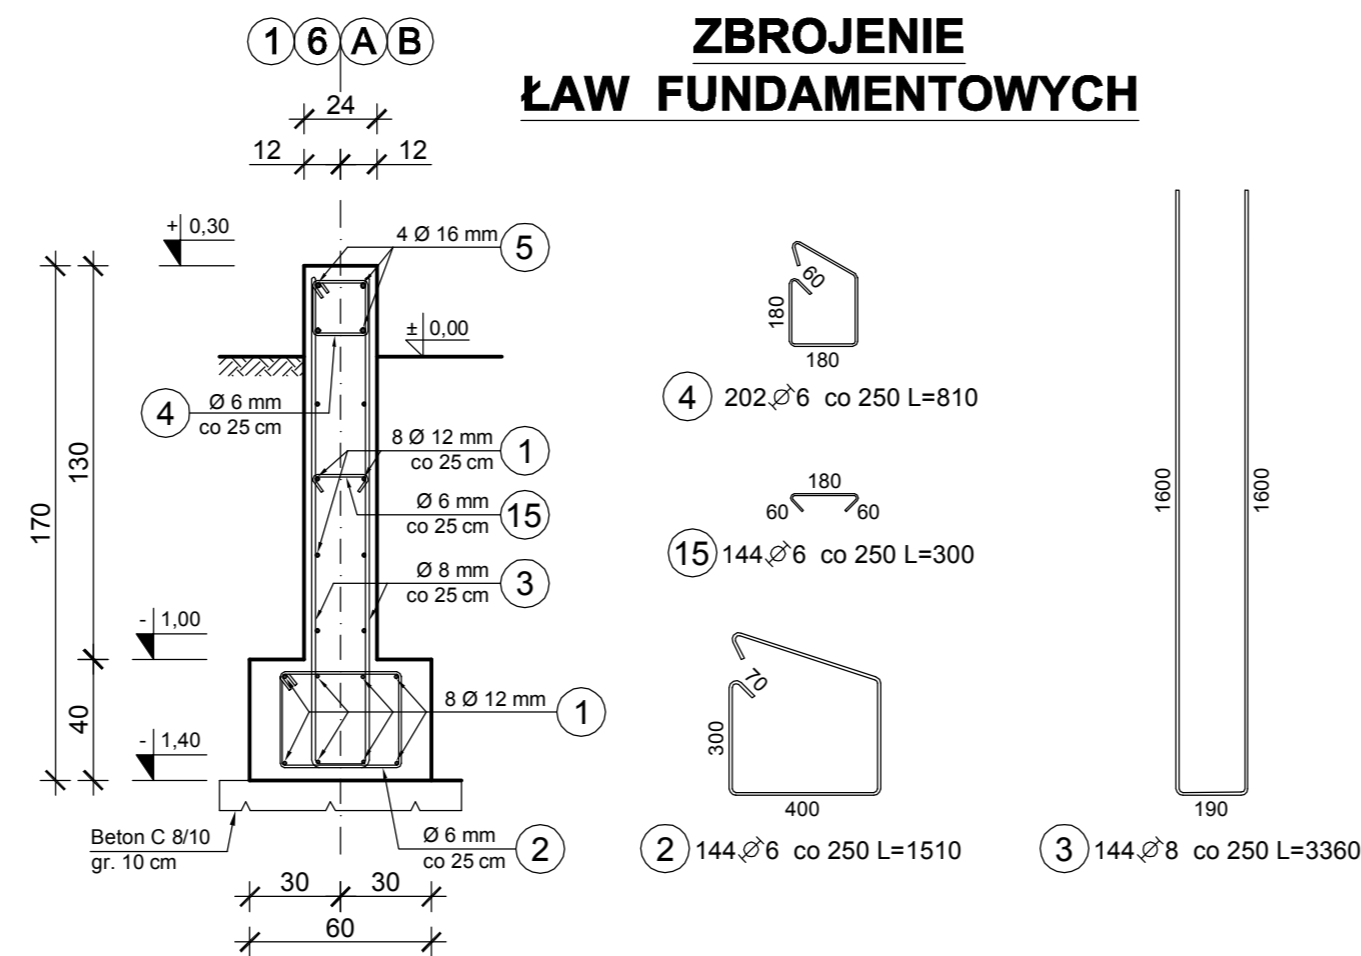 1 6 A B
ZBROJENIE
ŁAW FUNDAMENTOWYCH
24
12 12
+ 0,30
4 Ø 16 mm 5
± 0,00
4 Ø 6 mm
co 25 cm
8 Ø 12 mm 1
co 25 cm
Ø 6 mm 15
co 25 cm
Ø 8 mm 3
co 25 cm
130
170
- 1,00
40
8 Ø 12 mm 1
- 1,40
Beton C 8/10
gr. 10 cm
Ø 6 mm 2
co 25 cm
30 30
60
60
180
180
4 202 Ø 6 co 250 L=810
180
60 60
15 144 Ø 6 co 250 L=300
70
300
400
2 144 Ø 6 co 250 L=1510
1600 1600
190
3 144 Ø 8 co 250 L=3360